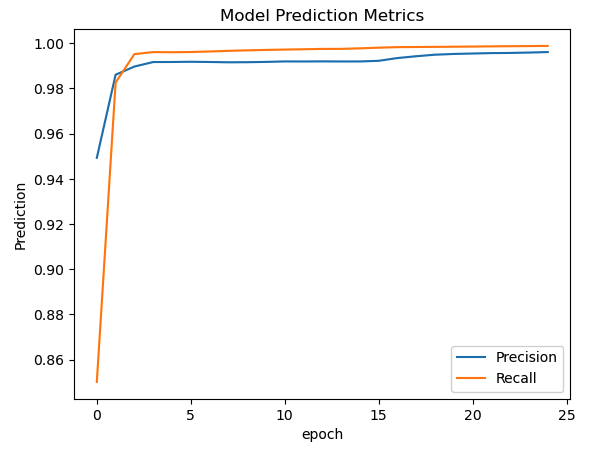 Model Prediction Metrics
1.00
0.98
0.96
0.94
0.92
0.90
0.88
0.86
Prediction
0 5 10 15 20 25
epoch
Precision
Recall